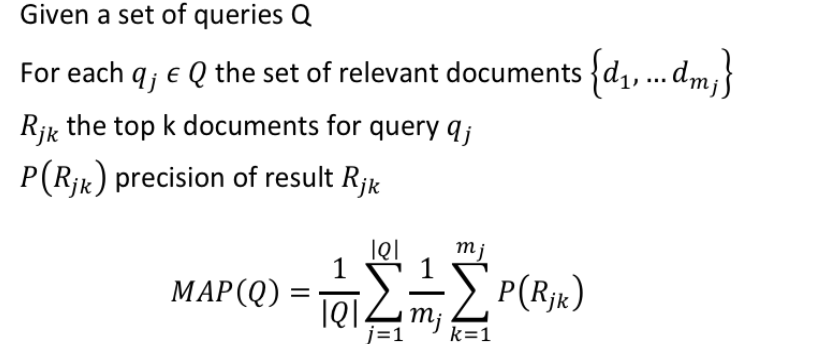 Given a set of queries Q
For each q_j ϵ Q the set of relevant documents {d_1, … d_{m_j}}
R_{jk} the top k documents for query q_j
P(R_{jk}) precision of result R_{jk}
MAP(Q) = \frac{1}{|Q|} \sum_{j=1}^{|Q|} \frac{1}{m_j} \sum_{k=1}^{m_j} P(R_{jk})